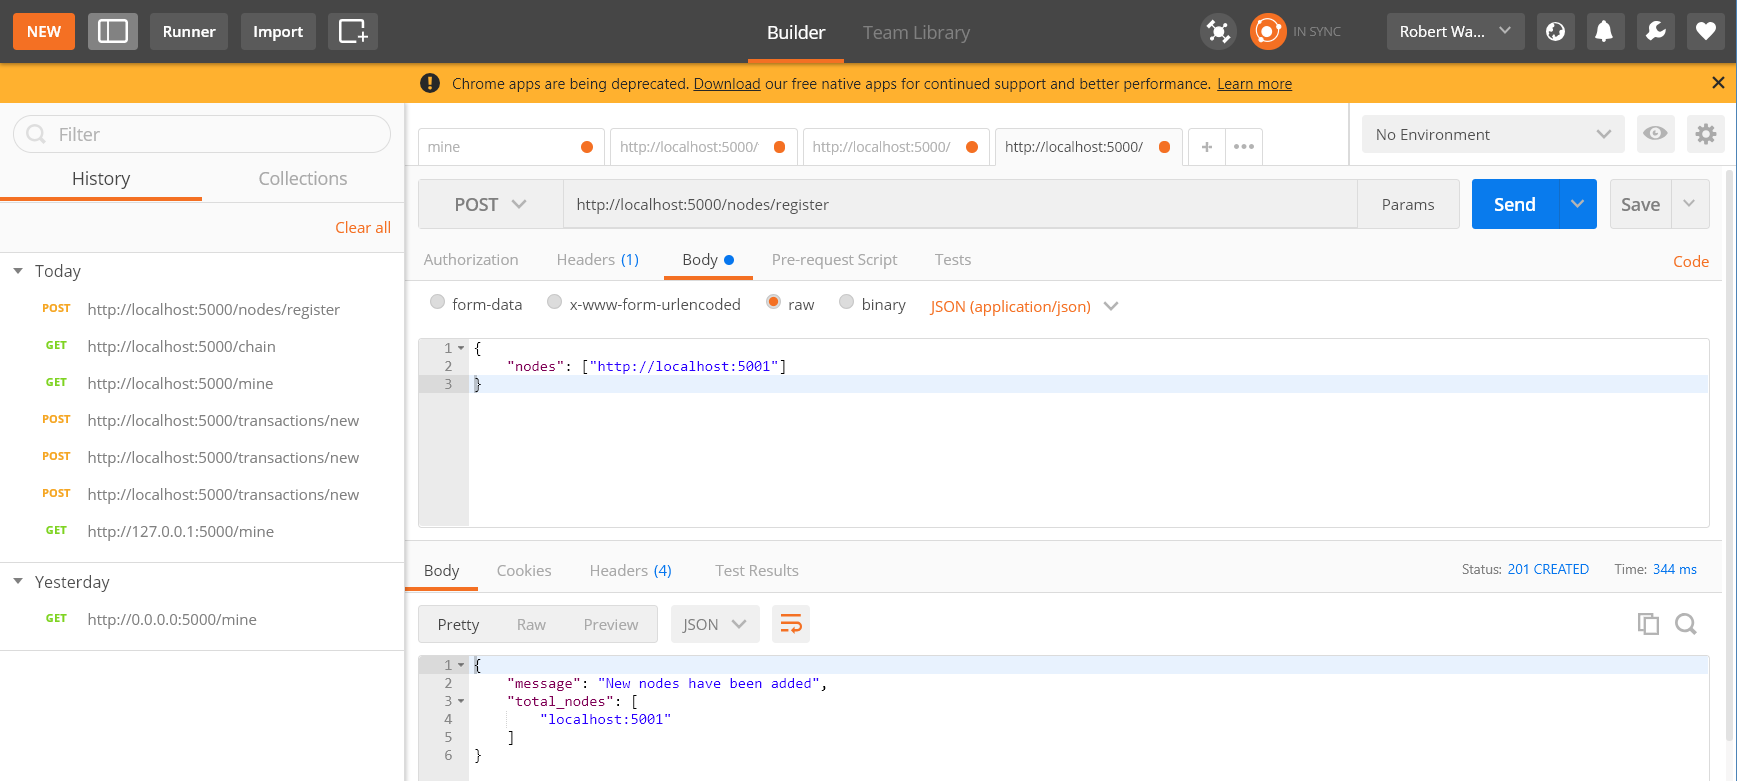 NEW
Runner
Import
Builder
Team Library
IN SYNC
Robert Wa...
Chrome apps are being deprecated. Download our free native apps for continued support and better performance. Learn more
Filter
History
Collections
Clear all
Today
POST http://localhost:5000/nodes/register
GET http://localhost:5000/chain
GET http://localhost:5000/mine
POST http://localhost:5000/transactions/new
POST http://localhost:5000/transactions/new
POST http://localhost:5000/transactions/new
GET http://127.0.0.1:5000/mine
Yesterday
GET http://0.0.0.0:5000/mine
mine
http://localhost:5000/
http://localhost:5000/
http://localhost:5000/
+
•••
No Environment
POST
http://localhost:5000/nodes/register
Params
Send
Save
Authorization
Headers (1)
Body
Pre-request Script
Tests
Code
form-data
x-www-form-urlencoded
raw
binary
JSON (application/json)
1 {
2 "nodes": ["http://localhost:5001"]
3 }
Body
Cookies
Headers (4)
Test Results
Status: 201 CREATED
Time: 344 ms
Pretty
Raw
Preview
JSON
1 {
2 "message": "New nodes have been added",
3 "total_nodes": [
4 "localhost:5001"
5 ]
6 }